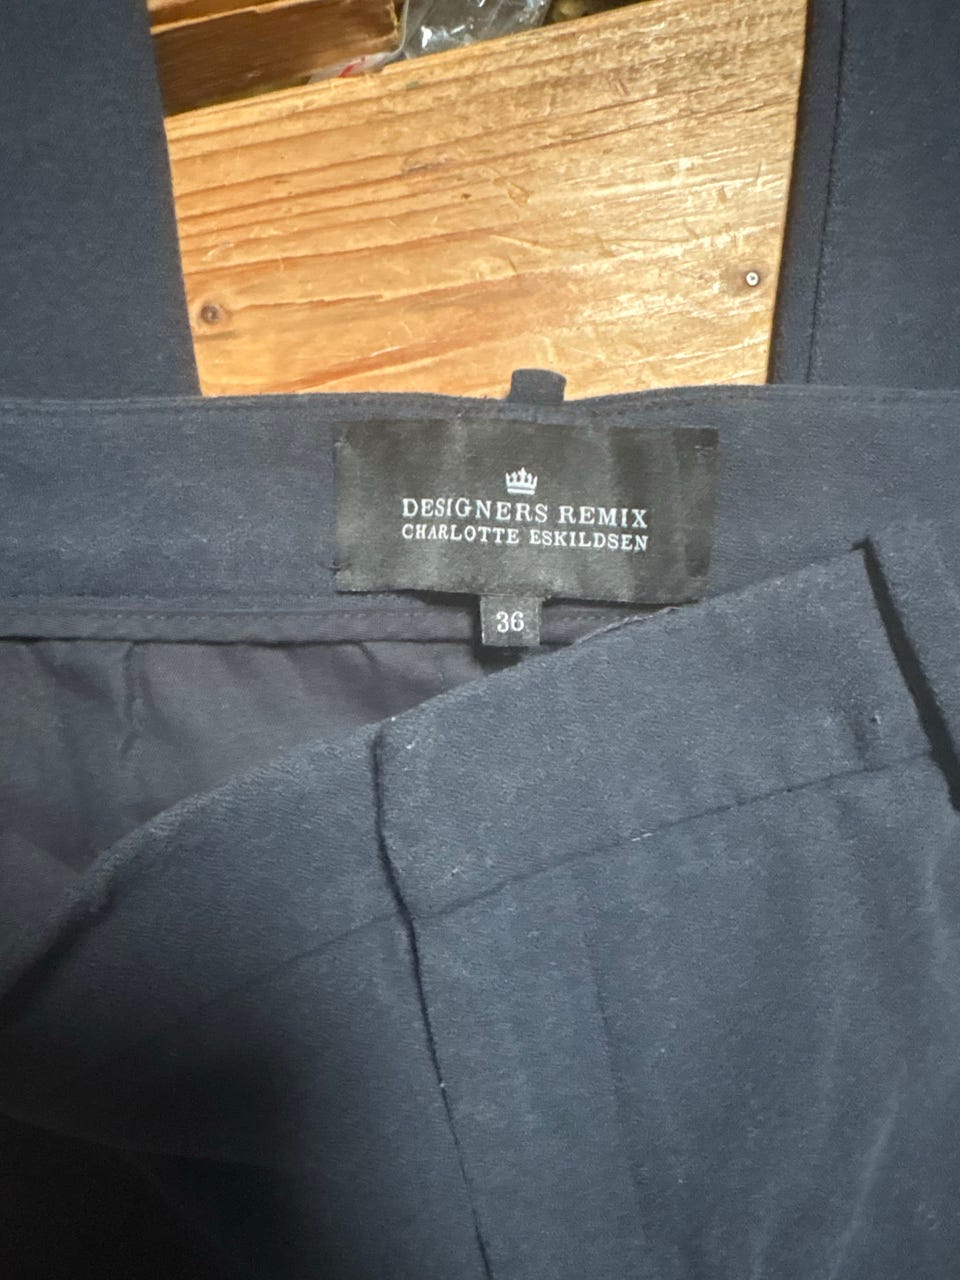 DESIGNERS REMIX
CHARLOTTE ESKILDSEN
36